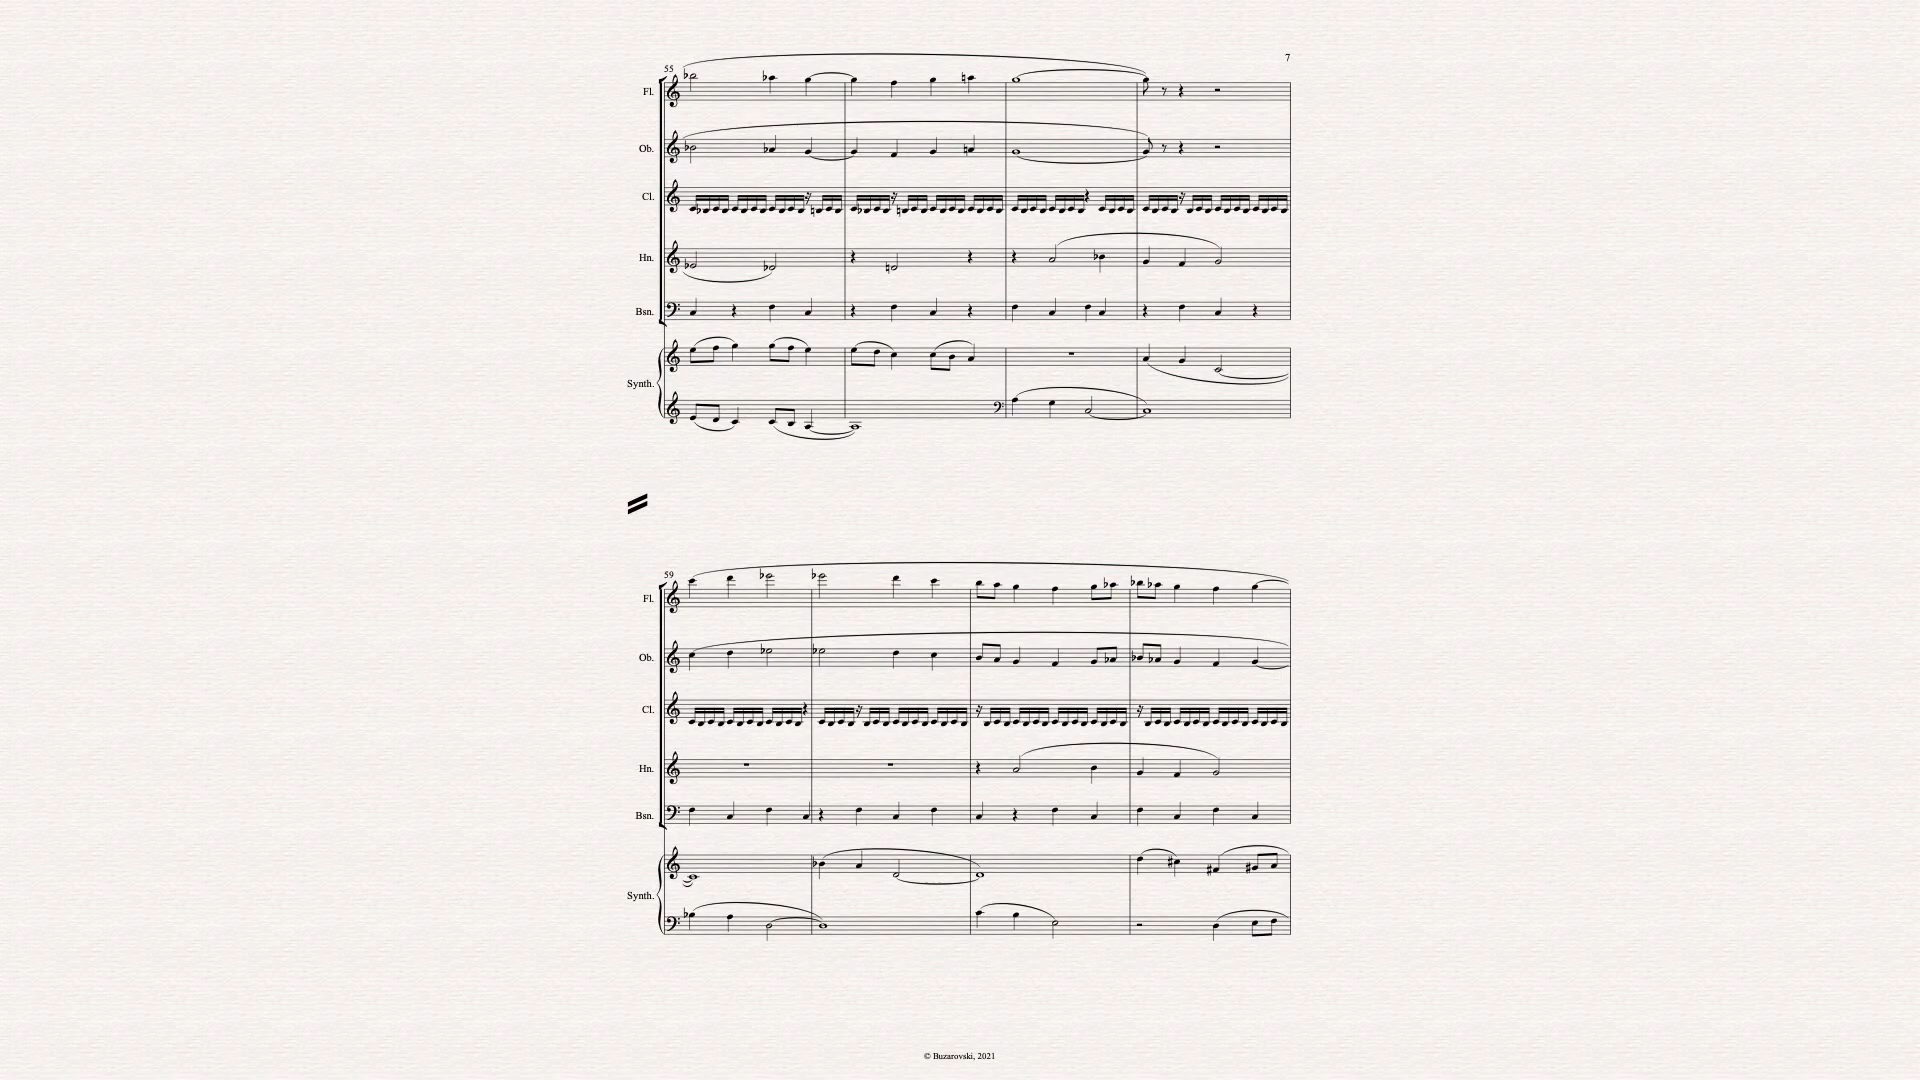 7
55
Fl.
Ob.
Cl.
Hn.
Bsn.
Synth.
59
Fl.
Ob.
Cl.
Hn.
Bsn.
Synth.
© Buzarovski, 2021